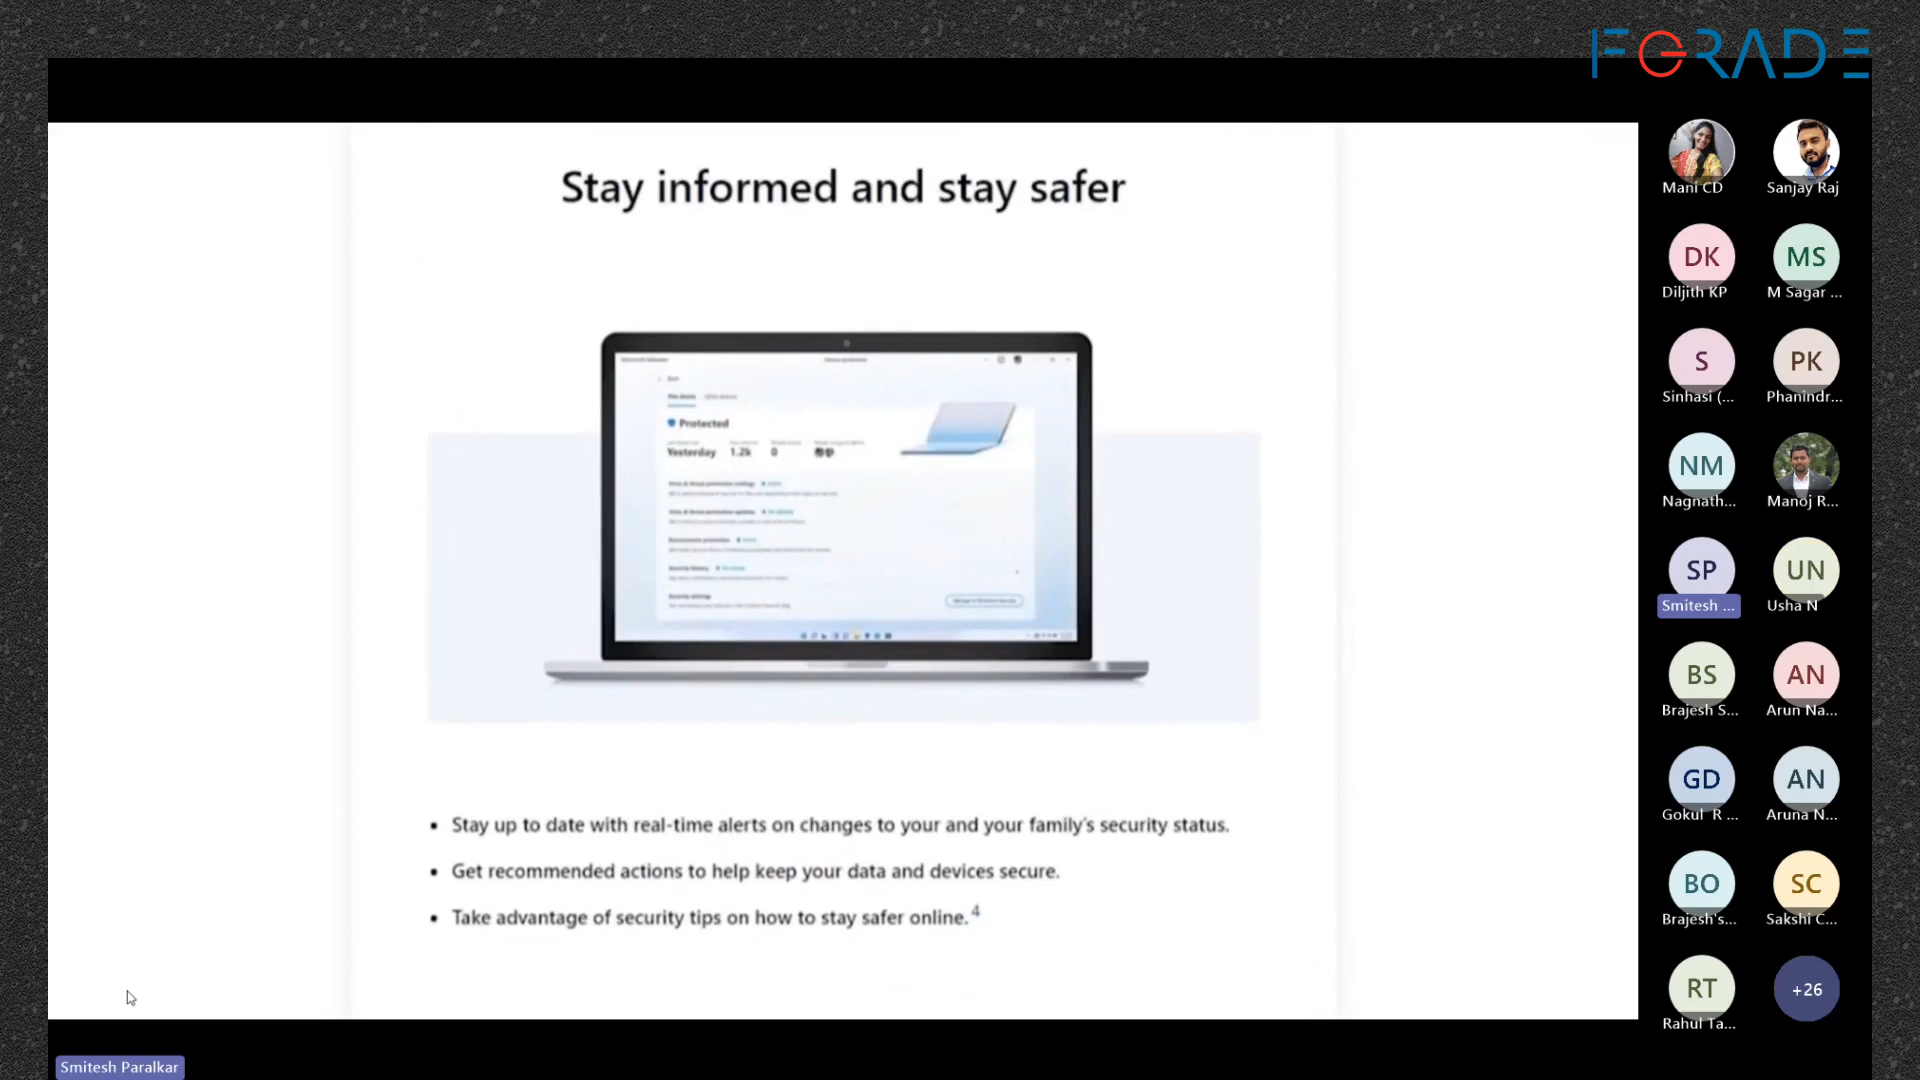 FGRADE
Stay informed and stay safer
Protected
Yesterday 1.2k 0
Stay up to date with real-time alerts on changes to your and your family's security status.
Get recommended actions to help keep your data and devices secure.
Take advantage of security tips on how to stay safer online. 4
Mani CD
Sanjay Raj
DK
Diljith KP
MS
M Sagar ...
S
Sinhasi (...
PK
Phanindr...
NM
Nagnath...
Manoj R...
SP
Smitesh ...
UN
Usha N
BS
Brajesh S...
AN
Arun Na...
GD
Gokul R ...
AN
Aruna N...
BO
Brajesh's...
SC
Sakshi C...
RT
Rahul Ta...
+26
Smitesh Paralkar